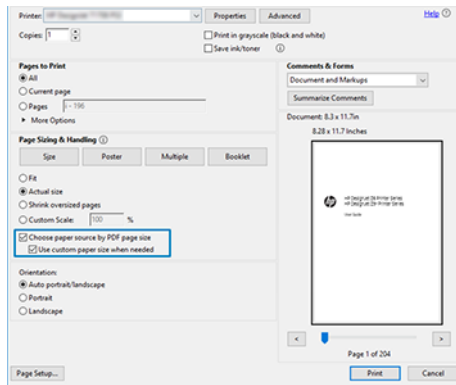 Printer:
Properties
Advanced
Help
Copies: 1
Print in grayscale (black and white)
Save ink/toner
Pages to Print
All
Current page
Pages
More Options
Page Sizing & Handling
Size
Poster
Multiple
Booklet
Fit
Actual size
Shrink oversized pages
Custom Scale: 100 %
Choose paper source by PDF page size
Use custom paper size when needed
Orientation:
Auto portrait/landscape
Portrait
Landscape
Comments & Forms
Document and Markups
Summarize Comments
Document: 8.3 x 11.7in
8.28 x 11.7 Inches
hp
User Guide
<
>
Page 1 of 204
Page Setup...
Print
Cancel